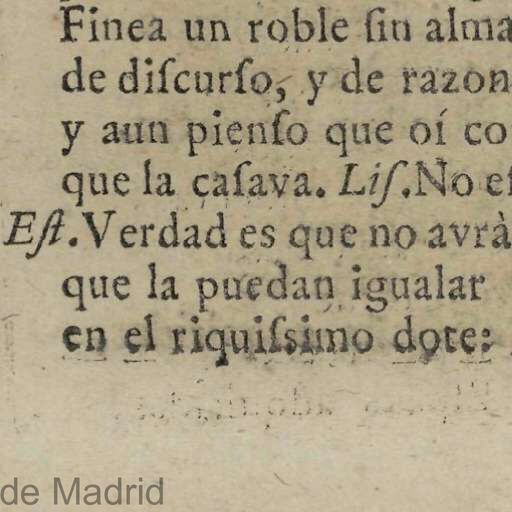 Finea un roble ſin alma
de diſcurſo, y de razon
y aun pienſo que oí co
que la caſava. Liſ.No eſ
Eſt.Verdad es que no avrà
que la puedan igualar
en el riquiſsimo dote:
de Madrid